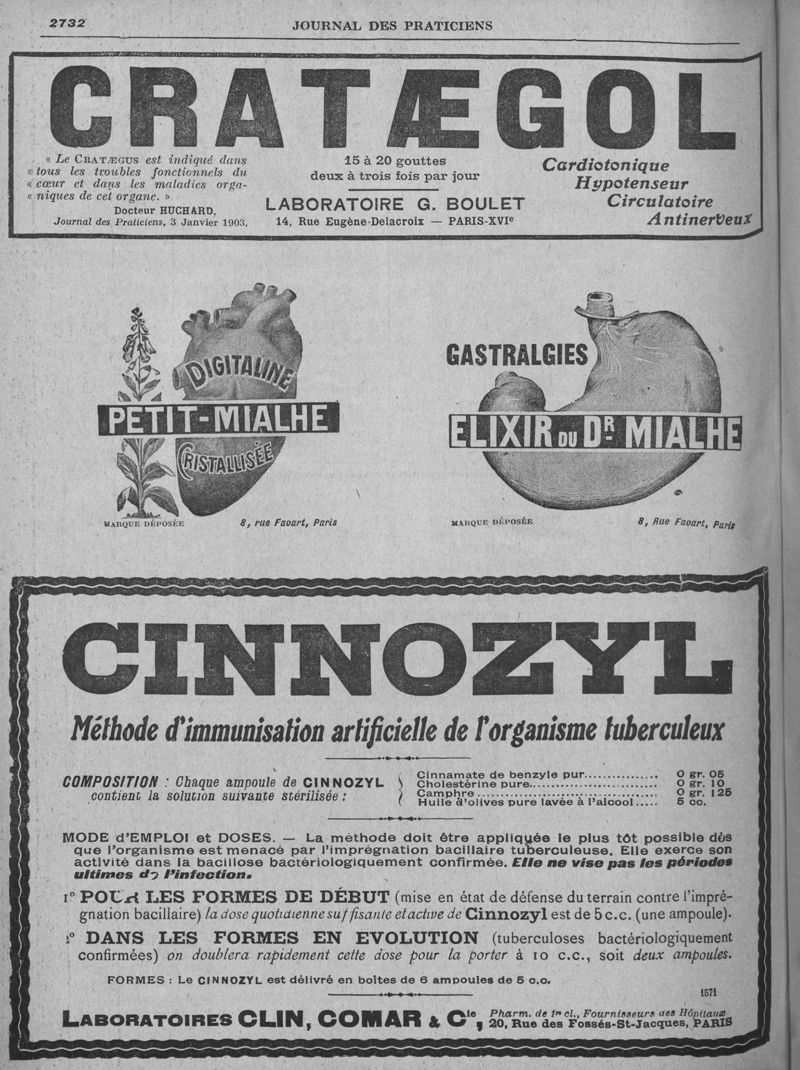 2732
JOURNAL DES PRATICIENS
CRATÆGOL
« Le CRATÆGUS est indiqué dans
« tous les troubles fonctionnels du
« cœur et dans les maladies orga-
« niques de cet organe. »
Docteur HUCHARD,
Journal des Praticiens, 3 Janvier 1903.
15 à 20 gouttes
deux à trois fois par jour
LABORATOIRE G. BOULET
14, Rue Eugène-Delacroix — PARIS-XVIe
Cardiotonique
Hypotenseur
Circulatoire
Antinerveux
DIGITALINE
PETIT-MIALHE
CRISTALLISÉE
MARQUE DÉPOSÉE
8, rue Favart, Paris
GASTRALGIES
ELIXIR DU DR MIALHE
MARQUE DÉPOSÉE
8, Rue Favart, Paris
CINNOZYL
Méthode d'immunisation artificielle de l'organisme tuberculeux
COMPOSITION : Chaque ampoule de CINNOZYL
contient la solution suivante stérilisée :
Cinnamate de benzyle pur............... 0 gr. 05
Cholestérine pure.......................... 0 gr. 10
Camphre..................................... 0 gr. 125
Huile d'olives pure lavée à l'alcool..... 5 cc.
MODE d'EMPLOI et DOSES. — La méthode doit être appliquée le plus tôt possible dès
que l'organisme est menacé par l'imprégnation bacillaire tuberculeuse. Elle exerce son
activité dans la bacillose bactériologiquement confirmée. Elle ne vise pas les périodes
ultimes de l'infection.
1° POUR LES FORMES DE DÉBUT (mise en état de défense du terrain contre l'impré-
gnation bacillaire) la dose quotidienne suffisante et active de Cinnozyl est de 5 c.c. (une ampoule).
2° DANS LES FORMES EN EVOLUTION (tuberculoses bactériologiquement
confirmées) on doublera rapidement cette dose pour la porter à 10 c.c., soit deux ampoules.
FORMES : Le CINNOZYL est délivré en boîtes de 6 ampoules de 5 c.c.
1571
LABORATOIRES CLIN, COMAR & Cie, Pharm. de 1re cl., Fournisseurs des Hôpitaux
20, Rue des Fossés-St-Jacques, PARIS